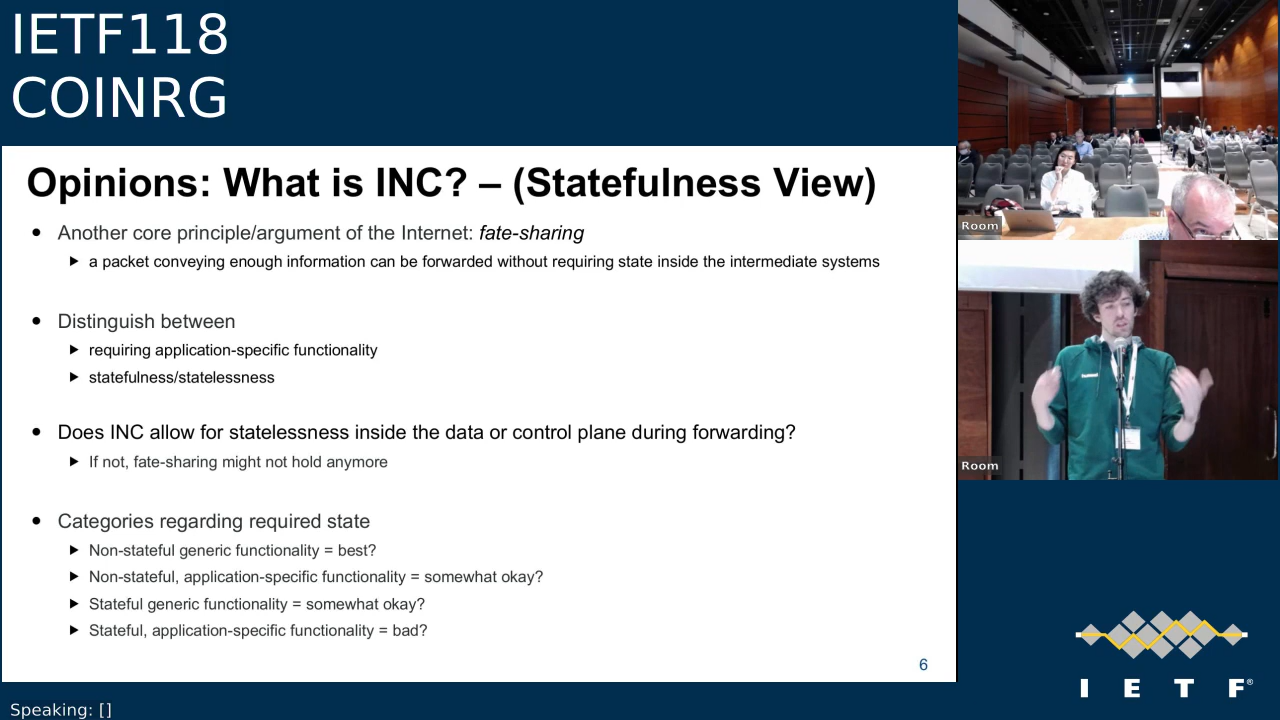 IETF118
COINRG
Opinions: What is INC? – (Statefulness View)
Another core principle/argument of the Internet: fate-sharing
a packet conveying enough information can be forwarded without requiring state inside the intermediate systems
Distinguish between
requiring application-specific functionality
statefulness/statelessness
Does INC allow for statelessness inside the data or control plane during forwarding?
If not, fate-sharing might not hold anymore
Categories regarding required state
Non-stateful generic functionality = best?
Non-stateful, application-specific functionality = somewhat okay?
Stateful generic functionality = somewhat okay?
Stateful, application-specific functionality = bad?
6
Room
Room
hummel
I E T F®
Speaking: []